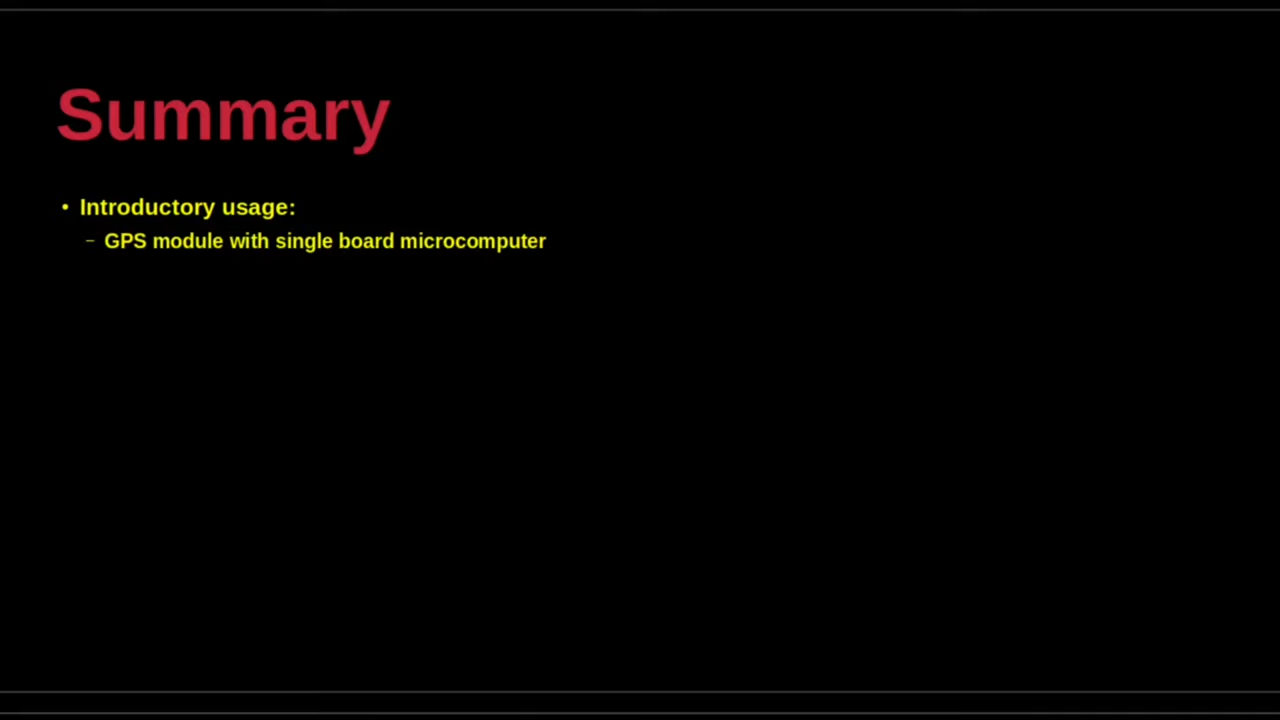 Summary
• Introductory usage:
– GPS module with single board microcomputer